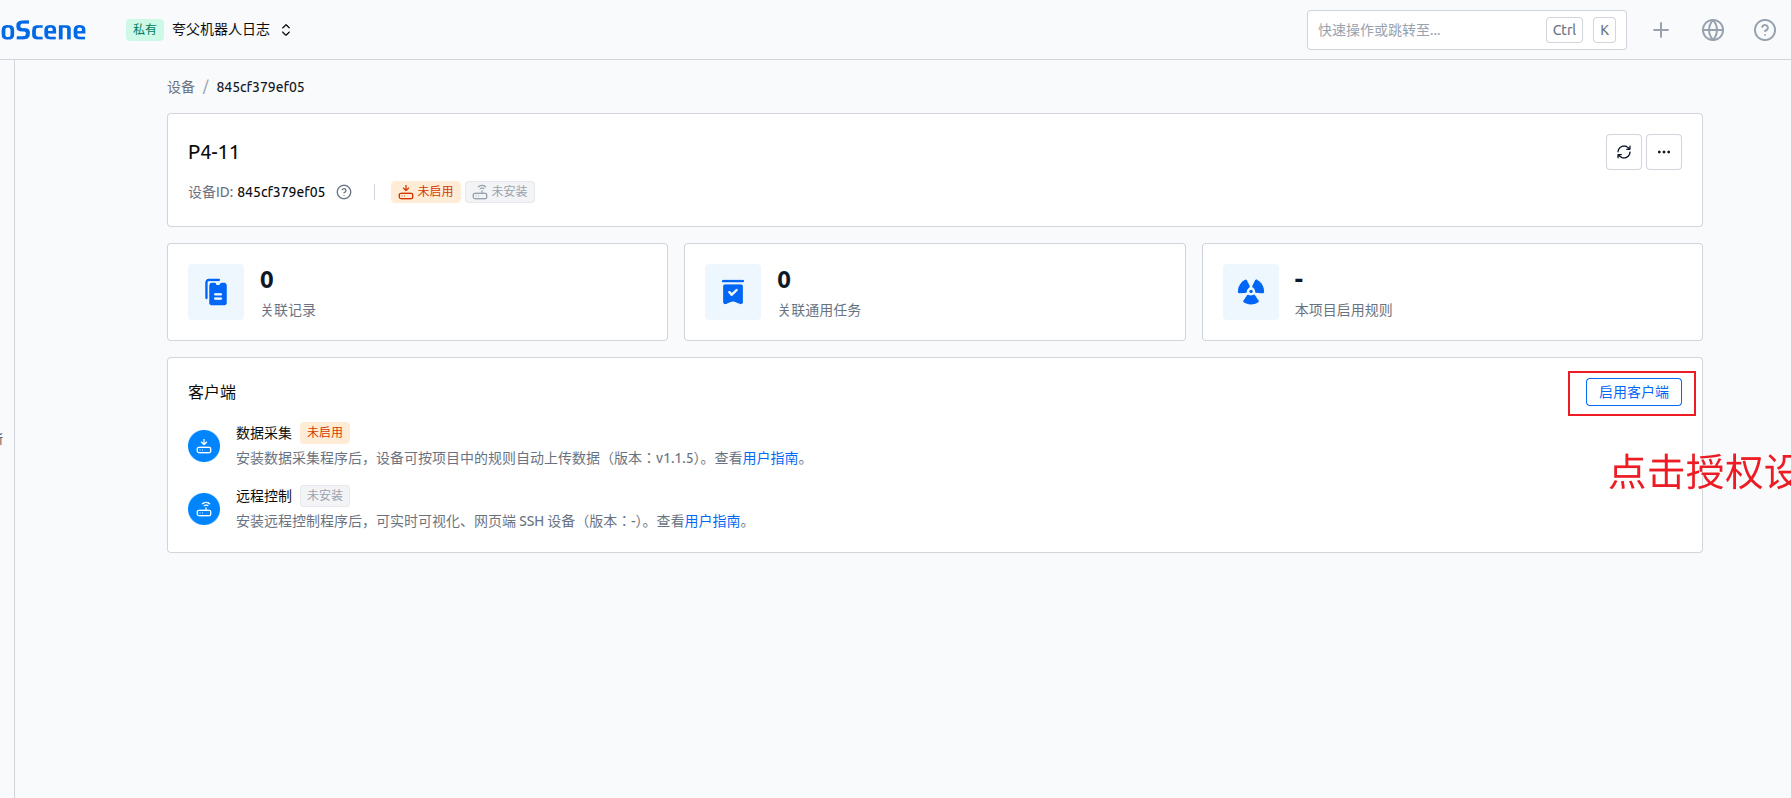 oScene
私有 夸父机器人日志
快速操作或跳转至... Ctrl K
设备 / 845cf379ef05
P4-11
设备ID: 845cf379ef05 未启用 未安装
0
关联记录
0
关联通用任务
-
本项目启用规则
客户端
启用客户端
数据采集 未启用
安装数据采集程序后，设备可按项目中的规则自动上传数据（版本：v1.1.5）。查看用户指南。
点击授权设
远程控制 未安装
安装远程控制程序后，可实时可视化、网页端 SSH 设备（版本：-）。查看用户指南。